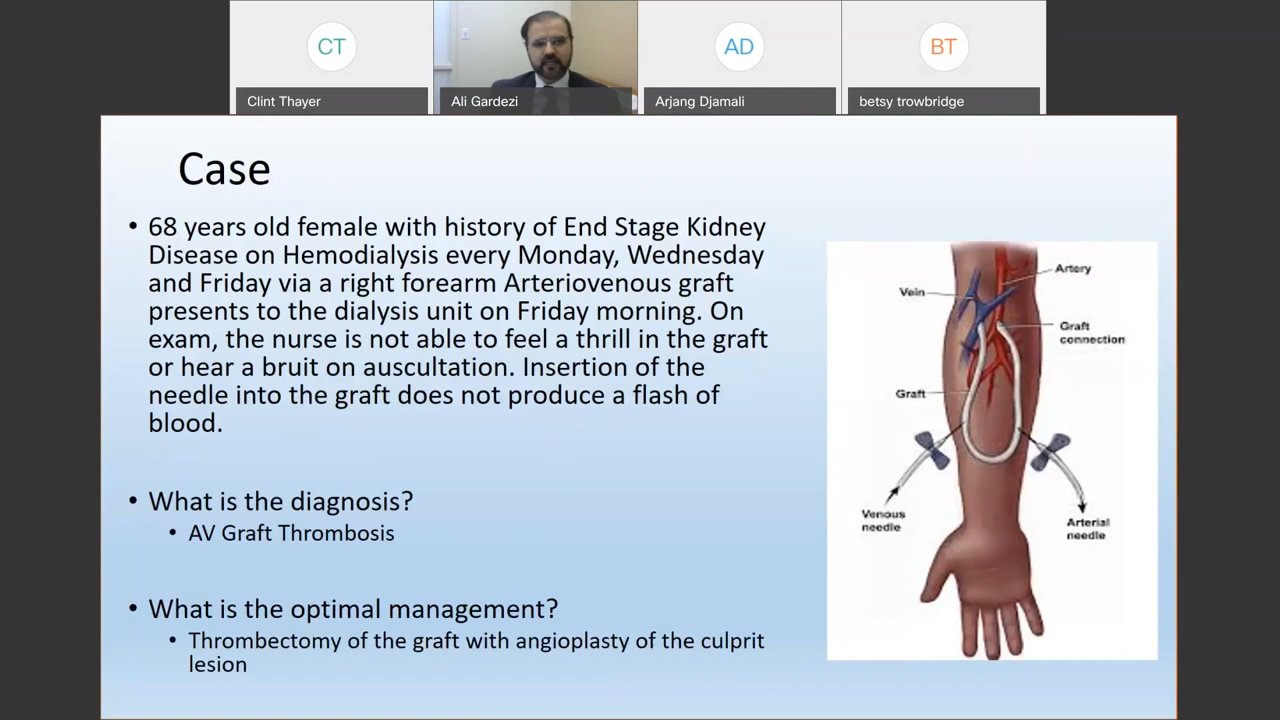 CT
AD
BT
Clint Thayer
Ali Gardezi
Arjang Djamali
betsy trowbridge
Case
• 68 years old female with history of End Stage Kidney
Disease on Hemodialysis every Monday, Wednesday
and Friday via a right forearm Arteriovenous graft
presents to the dialysis unit on Friday morning. On
exam, the nurse is not able to feel a thrill in the graft
or hear a bruit on auscultation. Insertion of the
needle into the graft does not produce a flash of
blood.
• What is the diagnosis?
• AV Graft Thrombosis
• What is the optimal management?
• Thrombectomy of the graft with angioplasty of the culprit
lesion
Artery
Vein
Graft
connection
Graft
Venous
needle
Arterial
needle